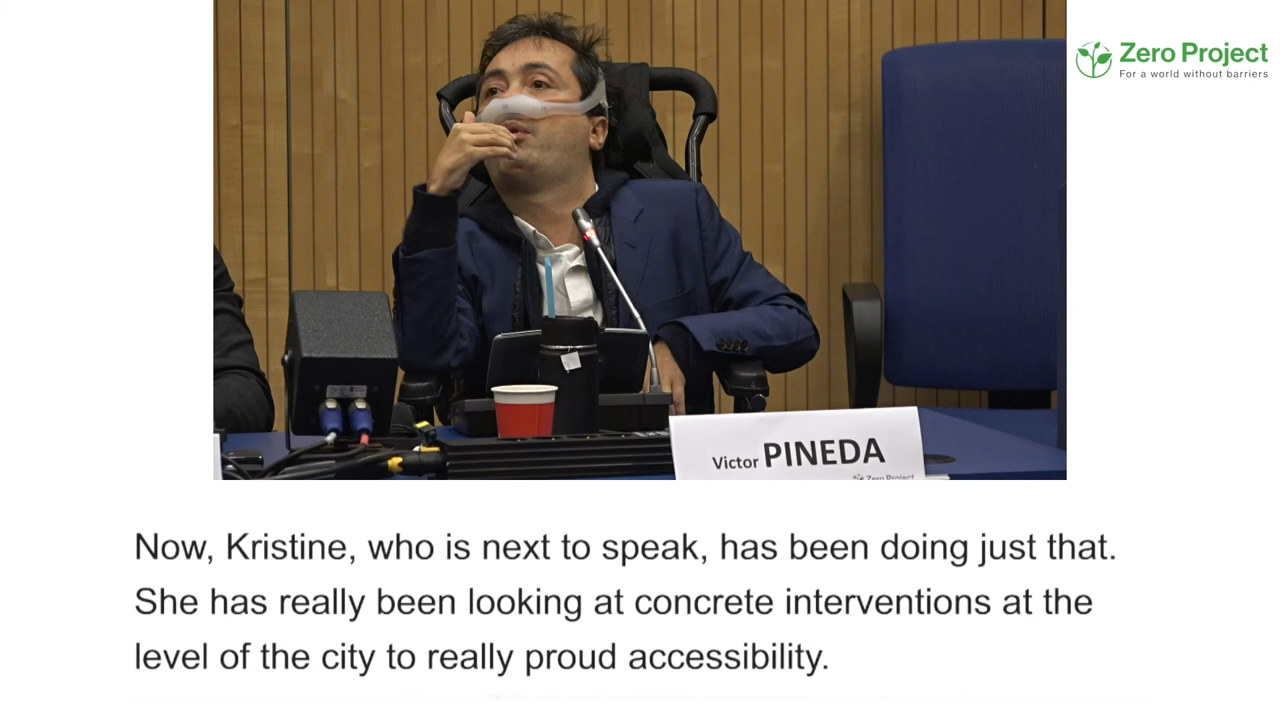 Zero Project
For a world without barriers
Victor PINEDA
Zero Project
Now, Kristine, who is next to speak, has been doing just that.
She has really been looking at concrete interventions at the
level of the city to really proud accessibility.